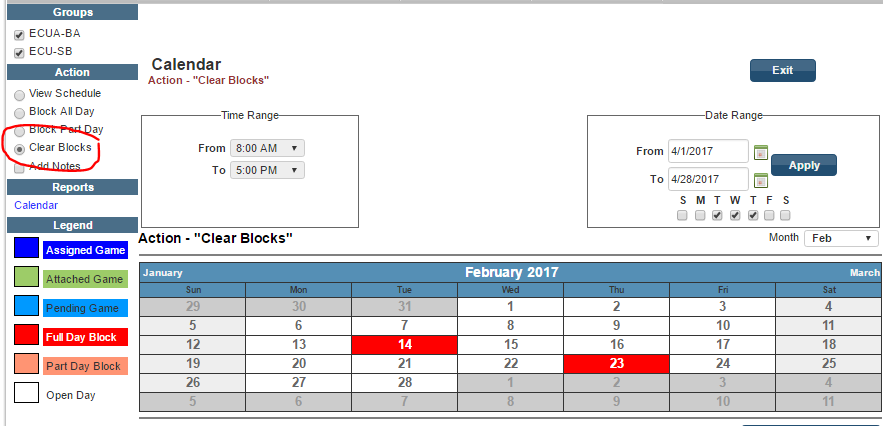 Groups
ECUA-BA
ECU-SB
Action
View Schedule
Block All Day
Block Part Day
Clear Blocks
Add Notes
Reports
Calendar
Legend
Assigned Game
Attached Game
Pending Game
Full Day Block
Part Day Block
Open Day
Calendar
Action - "Clear Blocks"
Exit
Time Range
From 8:00 AM
To 5:00 PM
Date Range
From 4/1/2017
To 4/28/2017
Apply
S M T W T F S
Action - "Clear Blocks"
Month Feb
January February 2017 March
Sun Mon Tue Wed Thu Fri Sat
29 30 31 1 2 3 4
5 6 7 8 9 10 11
12 13 14 15 16 17 18
19 20 21 22 23 24 25
26 27 28 1 2 3 4
5 6 7 8 9 10 11